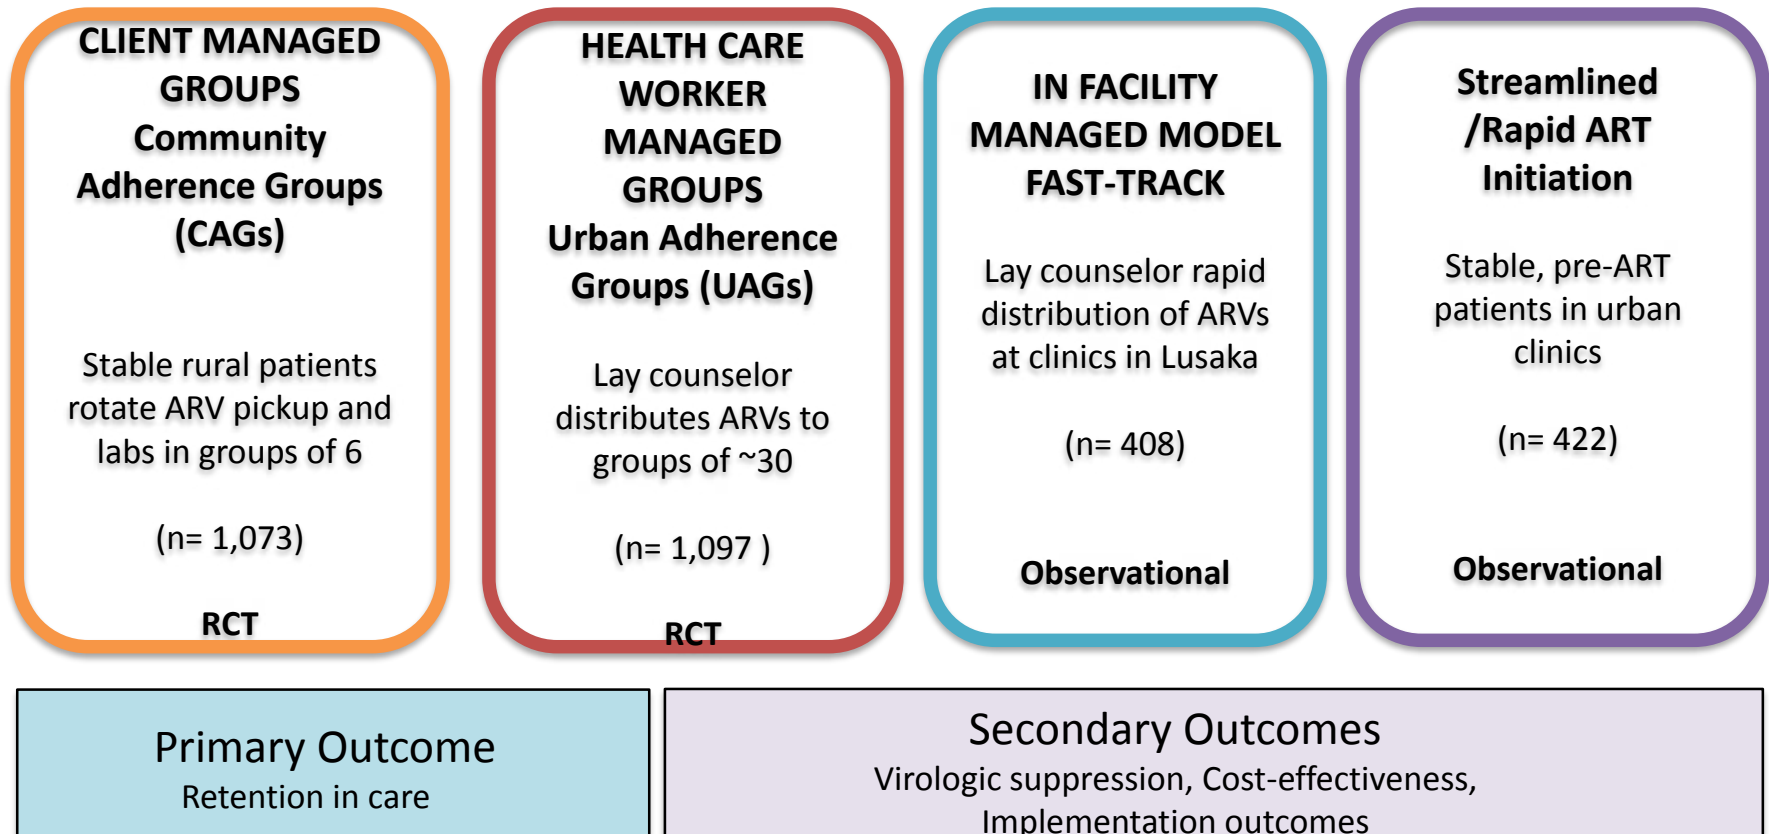 CLIENT MANAGED
GROUPS
Community
Adherence Groups
(CAGs)
Stable rural patients
rotate ARV pickup and
labs in groups of 6
(n= 1,073)
RCT
HEALTH CARE
WORKER
MANAGED
GROUPS
Urban Adherence
Groups (UAGs)
Lay counselor
distributes ARVs to
groups of ~30
(n= 1,097 )
RCT
IN FACILITY
MANAGED MODEL
FAST-TRACK
Lay counselor rapid
distribution of ARVs
at clinics in Lusaka
(n= 408)
Observational
Streamlined
/Rapid ART
Initiation
Stable, pre-ART
patients in urban
clinics
(n= 422)
Observational
Primary Outcome
Retention in care
Secondary Outcomes
Virologic suppression, Cost-effectiveness,
Implementation outcomes